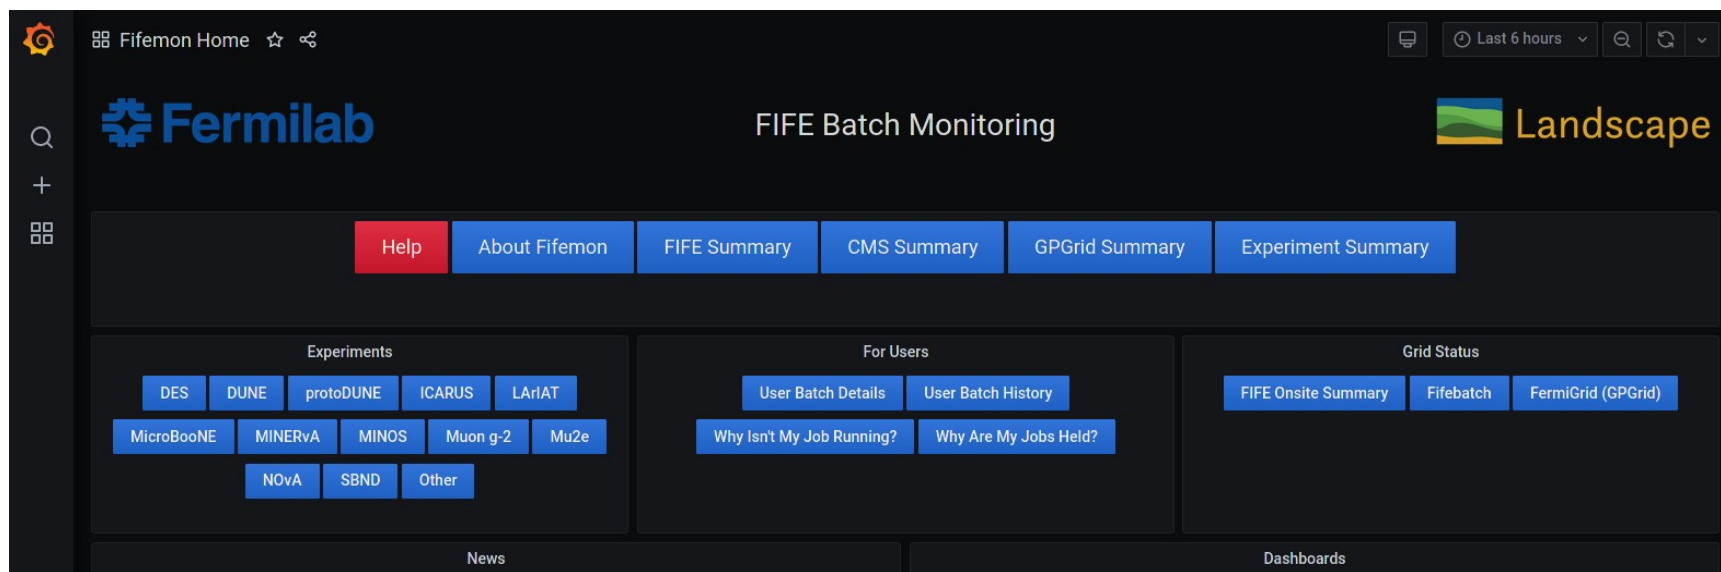 Fifemon Home
Last 6 hours
Fermilab
FIFE Batch Monitoring
Landscape
Help About Fifemon FIFE Summary CMS Summary GPGrid Summary Experiment Summary
Experiments
DES DUNE protoDUNE ICARUS LArIAT
MicroBooNE MINERvA MINOS Muon g-2 Mu2e
NOvA SBND Other
For Users
User Batch Details User Batch History
Why Isn't My Job Running? Why Are My Jobs Held?
Grid Status
FIFE Onsite Summary Fifebatch FermiGrid (GPGrid)
News
Dashboards